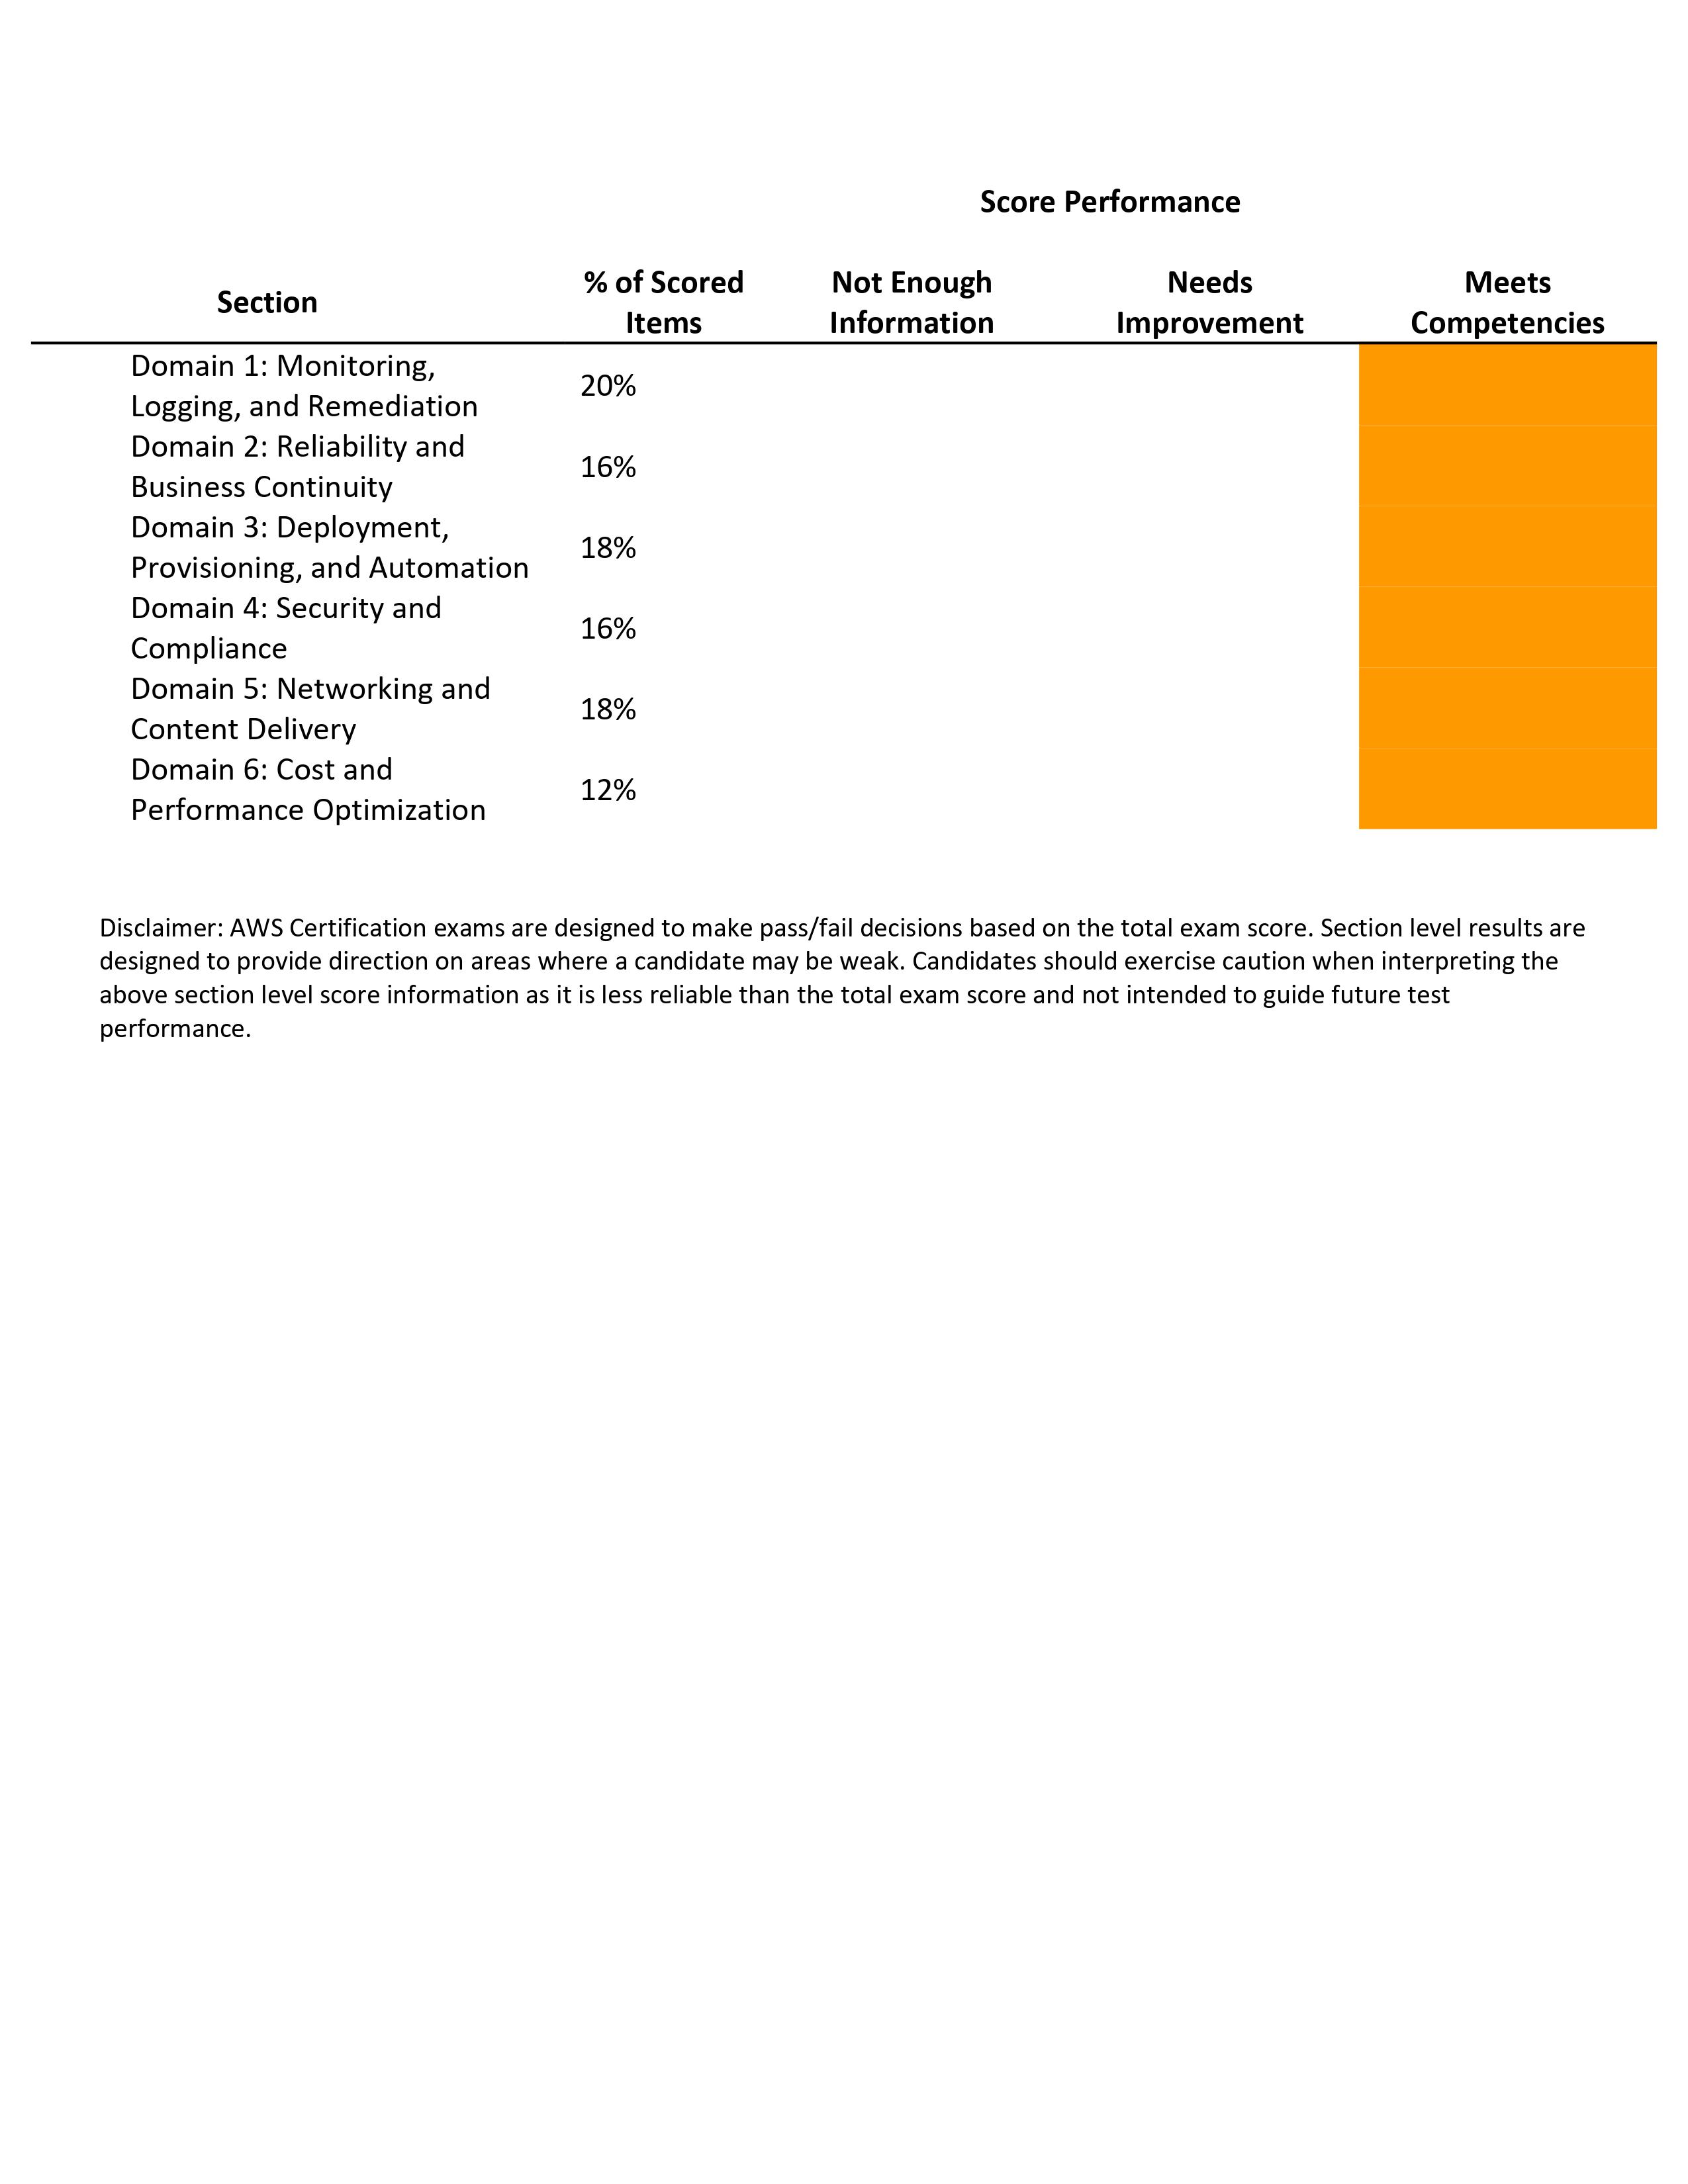 Score Performance
Section % of Scored Items Not Enough Information Needs Improvement Meets Competencies
Domain 1: Monitoring,
Logging, and Remediation
20%
Domain 2: Reliability and
Business Continuity
16%
Domain 3: Deployment,
Provisioning, and Automation
18%
Domain 4: Security and
Compliance
16%
Domain 5: Networking and
Content Delivery
18%
Domain 6: Cost and
Performance Optimization
12%
Disclaimer: AWS Certification exams are designed to make pass/fail decisions based on the total exam score. Section level results are
designed to provide direction on areas where a candidate may be weak. Candidates should exercise caution when interpreting the
above section level score information as it is less reliable than the total exam score and not intended to guide future test
performance.